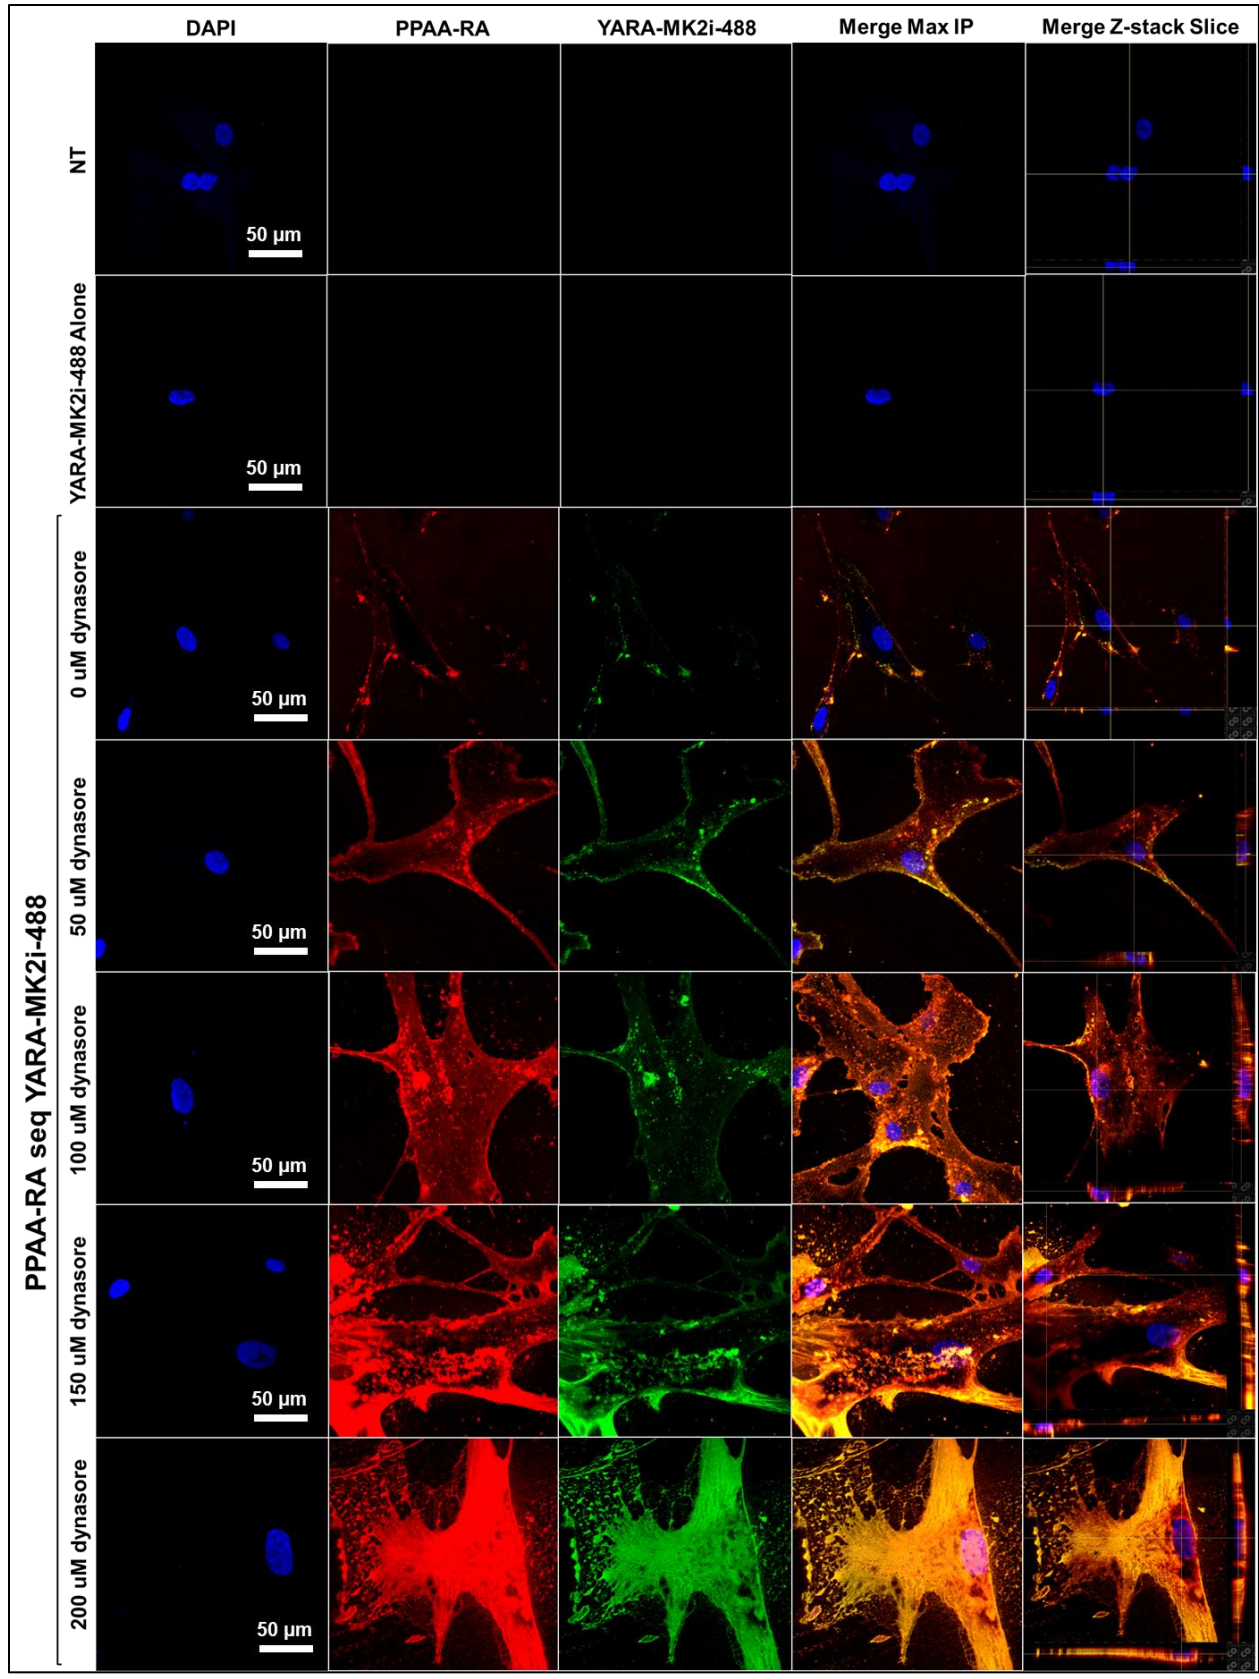 DAPI PPAA-RA YARA-MK2i-488 Merge Max IP Merge Z-stack Slice
NT
50 µm
YARA-MK2i-488 Alone
50 µm
PPAA-RA seq YARA-MK2i-488
0 uM dynasore
50 µm
50 uM dynasore
50 µm
100 uM dynasore
50 µm
150 uM dynasore
50 µm
200 uM dynasore
50 µm